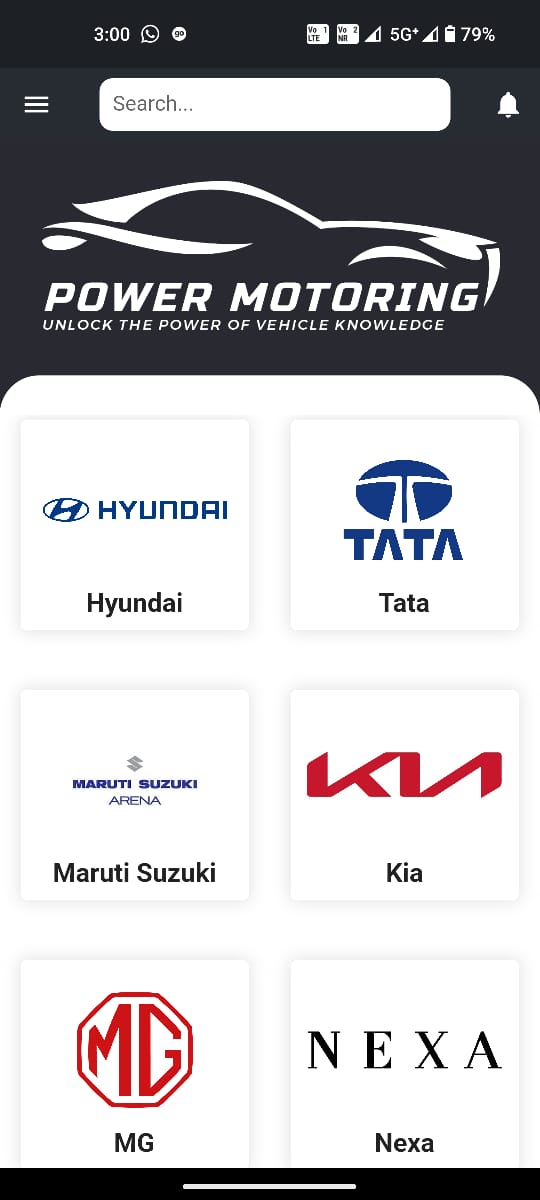 3:00 go Vo 1 LTE Vo 2 NR 5G+ 79%
Search...
POWER MOTORING
UNLOCK THE POWER OF VEHICLE KNOWLEDGE
HYUNDAI
TATA
Hyundai
Tata
MARUTI SUZUKI
ARENA
KIA
Maruti Suzuki
Kia
MG
NEXA
MG
Nexa